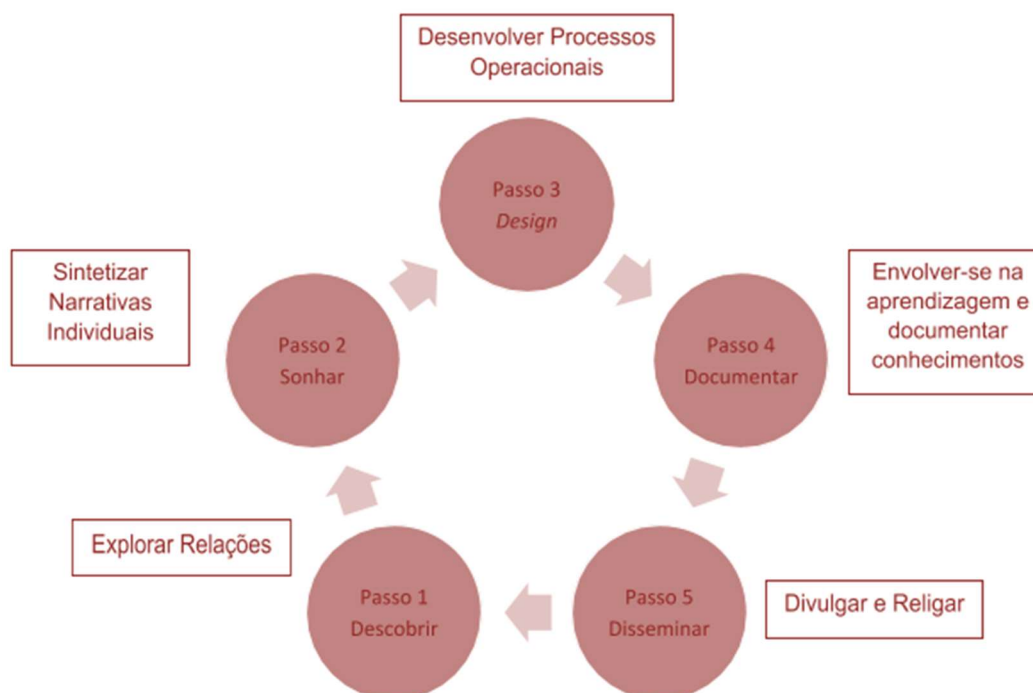 Desenvolver Processos
Operacionais
Passo 3
Design
Sintetizar
Narrativas
Individuais
Passo 2
Sonhar
Passo 4
Documentar
Envolver-se na
aprendizagem e
documentar
conhecimentos
Explorar Relações
Passo 1
Descobrir
Passo 5
Disseminar
Divulgar e Religar